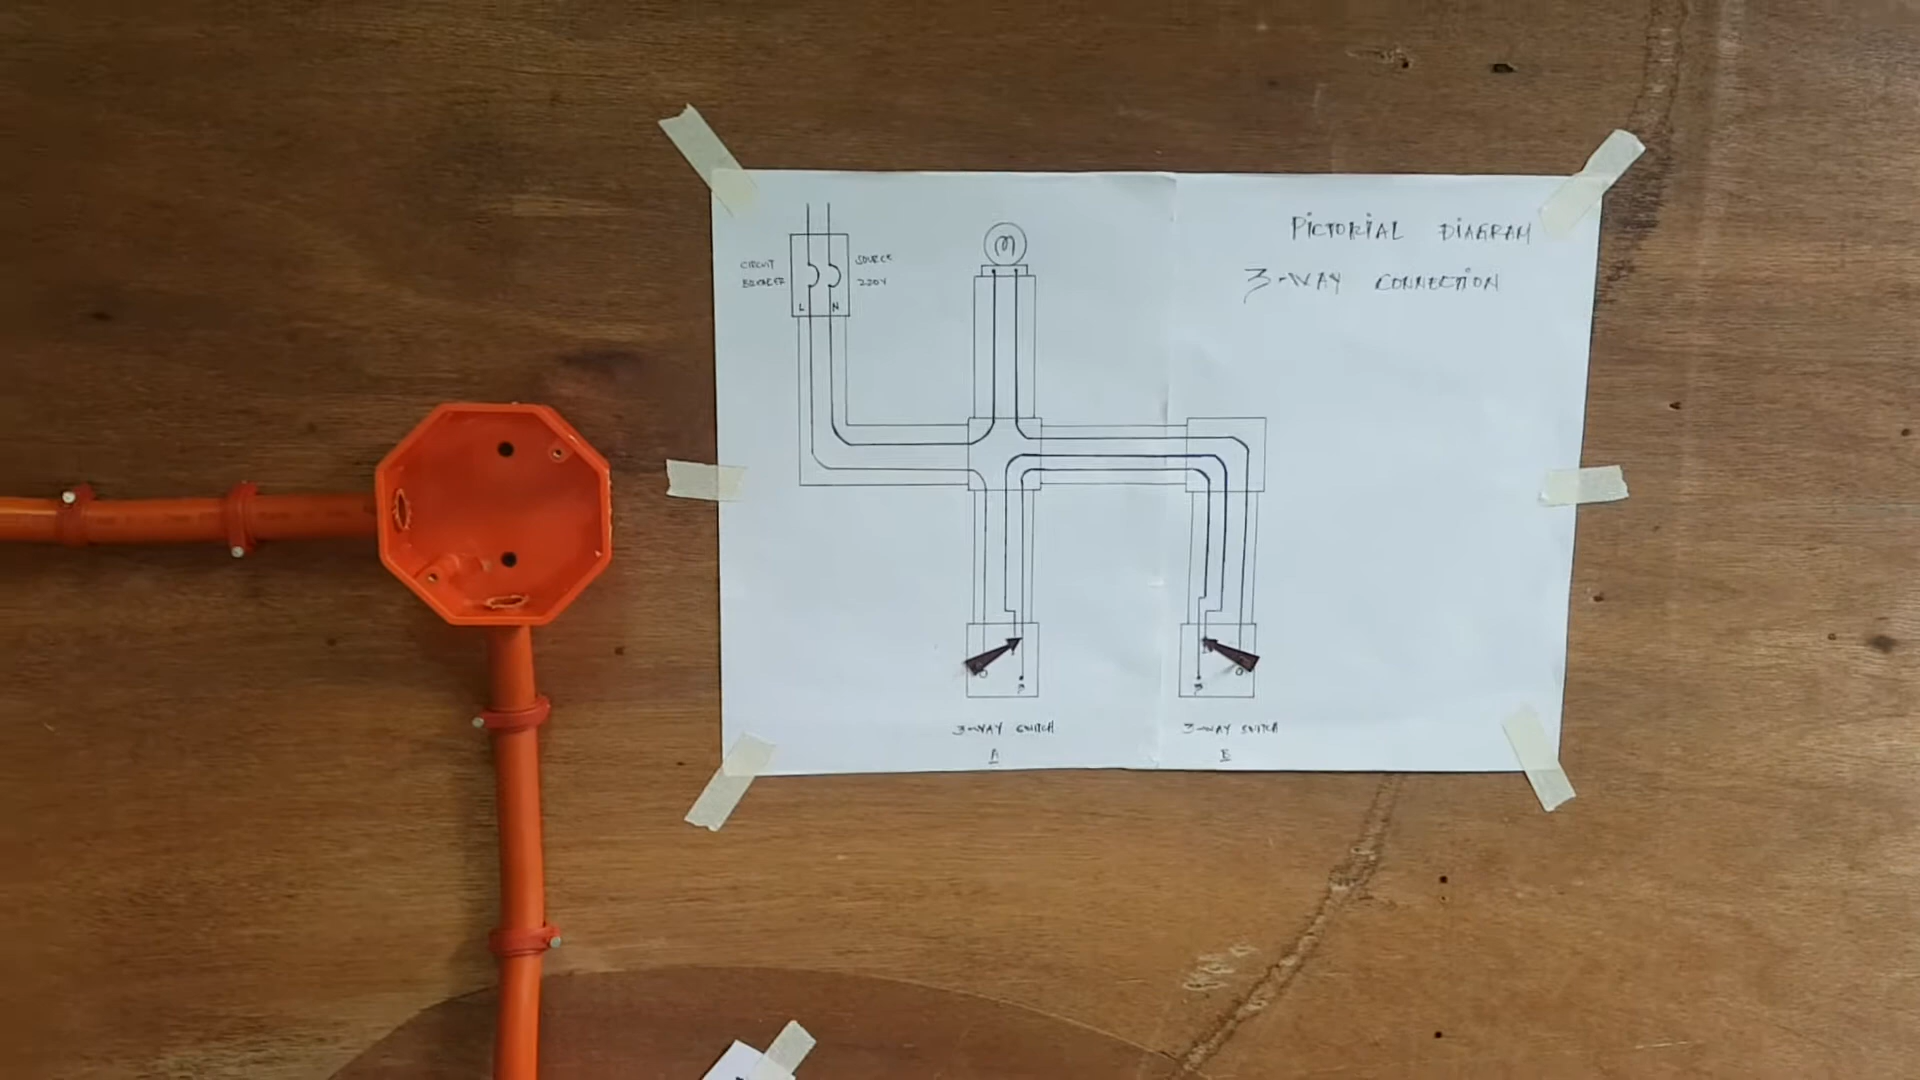 PICTORIAL DIAGRAM
3-WAY CONNECTION
CIRCUIT
BREAKER
SOURCE
220V
L N
3-WAY SWITCH
A
3-WAY SWITCH
B